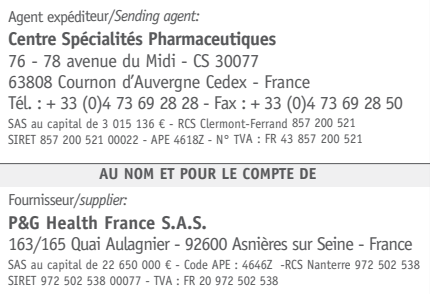 Agent expéditeur/Sending agent:
Centre Spécialités Pharmaceutiques
76 - 78 avenue du Midi - CS 30077
63808 Cournon d'Auvergne Cedex - France
Tél. : + 33 (0)4 73 69 28 28 - Fax : + 33 (0)4 73 69 28 50
SAS au capital de 3 015 136 € - RCS Clermont-Ferrand 857 200 521
SIRET 857 200 521 00022 - APE 4618Z - N° TVA : FR 43 857 200 521
AU NOM ET POUR LE COMPTE DE
Fournisseur/supplier:
P&G Health France S.A.S.
163/165 Quai Aulagnier - 92600 Asnières sur Seine - France
SAS au capital de 22 650 000 € - Code APE : 4646Z -RCS Nanterre 972 502 538
SIRET 972 502 538 00077 - TVA : FR 20 972 502 538